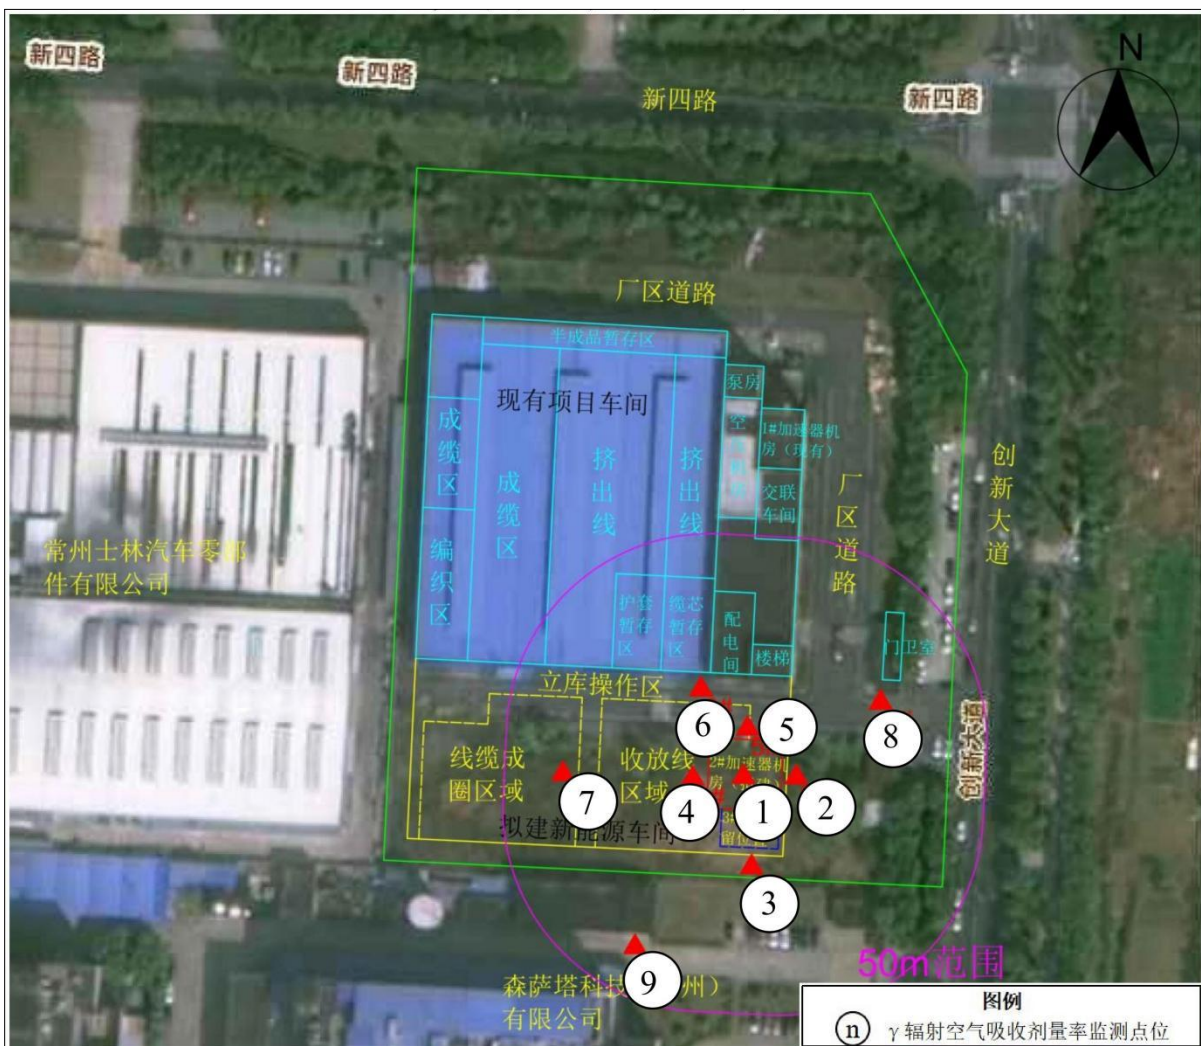 新四路
新四路
新四路
新四路
N
厂区道路
半成品暂存区
现有项目车间
泵房
1#加速器机
房（现有）
成缆区
成缆区
挤出线
挤出线
交联
车间
厂区道路
创新大道
常州士林汽车零部
件有限公司
编织区
护套
暂存
区
缆芯
暂存
区
配电间
楼梯
门卫室
立库操作区
创新大道
线缆成
圈区域
收放线
区域
2#加速器机
拟建新能源车间
6
5
8
7
4
1
2
3
9
50m范围
森萨塔科技
州）
有限公司
图例
n γ辐射空气吸收剂量率监测点位